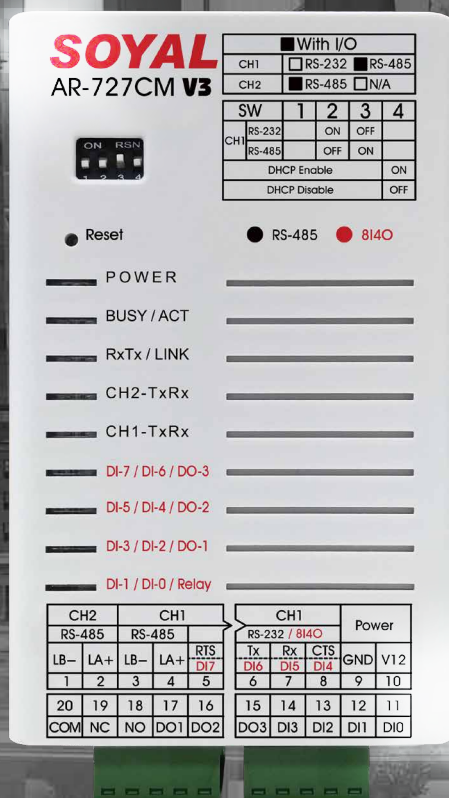 SOYAL
AR-727CM V3
■With I/O
CH1 □RS-232 ■RS-485
CH2 ■RS-485 □N/A
SW 1 2 3 4
CH1 RS-232 ON OFF
RS-485 OFF ON
DHCP Enable ON
DHCP Disable OFF
ON RSN
1 2 3 4
Reset
● RS-485 ● 8I4O
POWER
BUSY / ACT
RxTx / LINK
CH2-TxRx
CH1-TxRx
DI-7 / DI-6 / DO-3
DI-5 / DI-4 / DO-2
DI-3 / DI-2 / DO-1
DI-1 / DI-0 / Relay
CH2 CH1 CH1 Power
RS-485 RS-485 RS-232 / 8I4O
LB- LA+ LB- LA+ RTS Tx Rx CTS GND V12
DI7 DI6 DI5 DI4
1 2 3 4 5 6 7 8 9 10
20 19 18 17 16 15 14 13 12 11
COM NC NO DO1 DO2 DO3 DI3 DI2 DI1 DI0